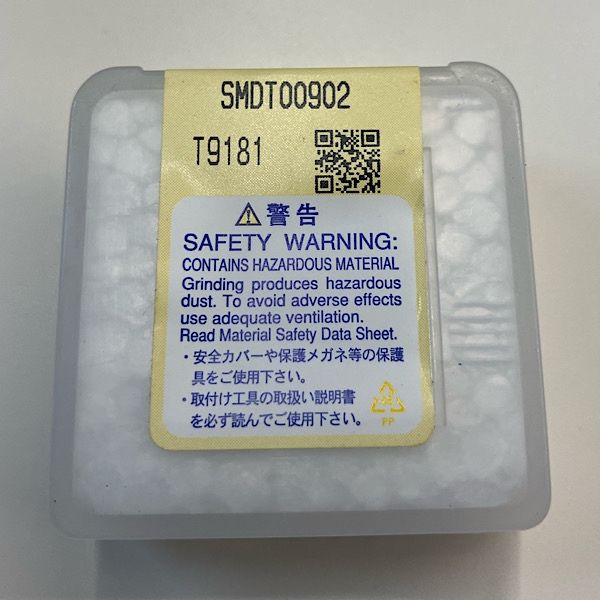 SMDT00902
T9181
⚠警告
SAFETY WARNING:
CONTAINS HAZARDOUS MATERIAL
Grinding produces hazardous
dust. To avoid adverse effects
use adequate ventilation.
Read Material Safety Data Sheet.
・安全カバーや保護メガネ等の保護
具をご使用下さい。
・取付け工具の取扱い説明書
を必ず読んでご使用下さい。
PP